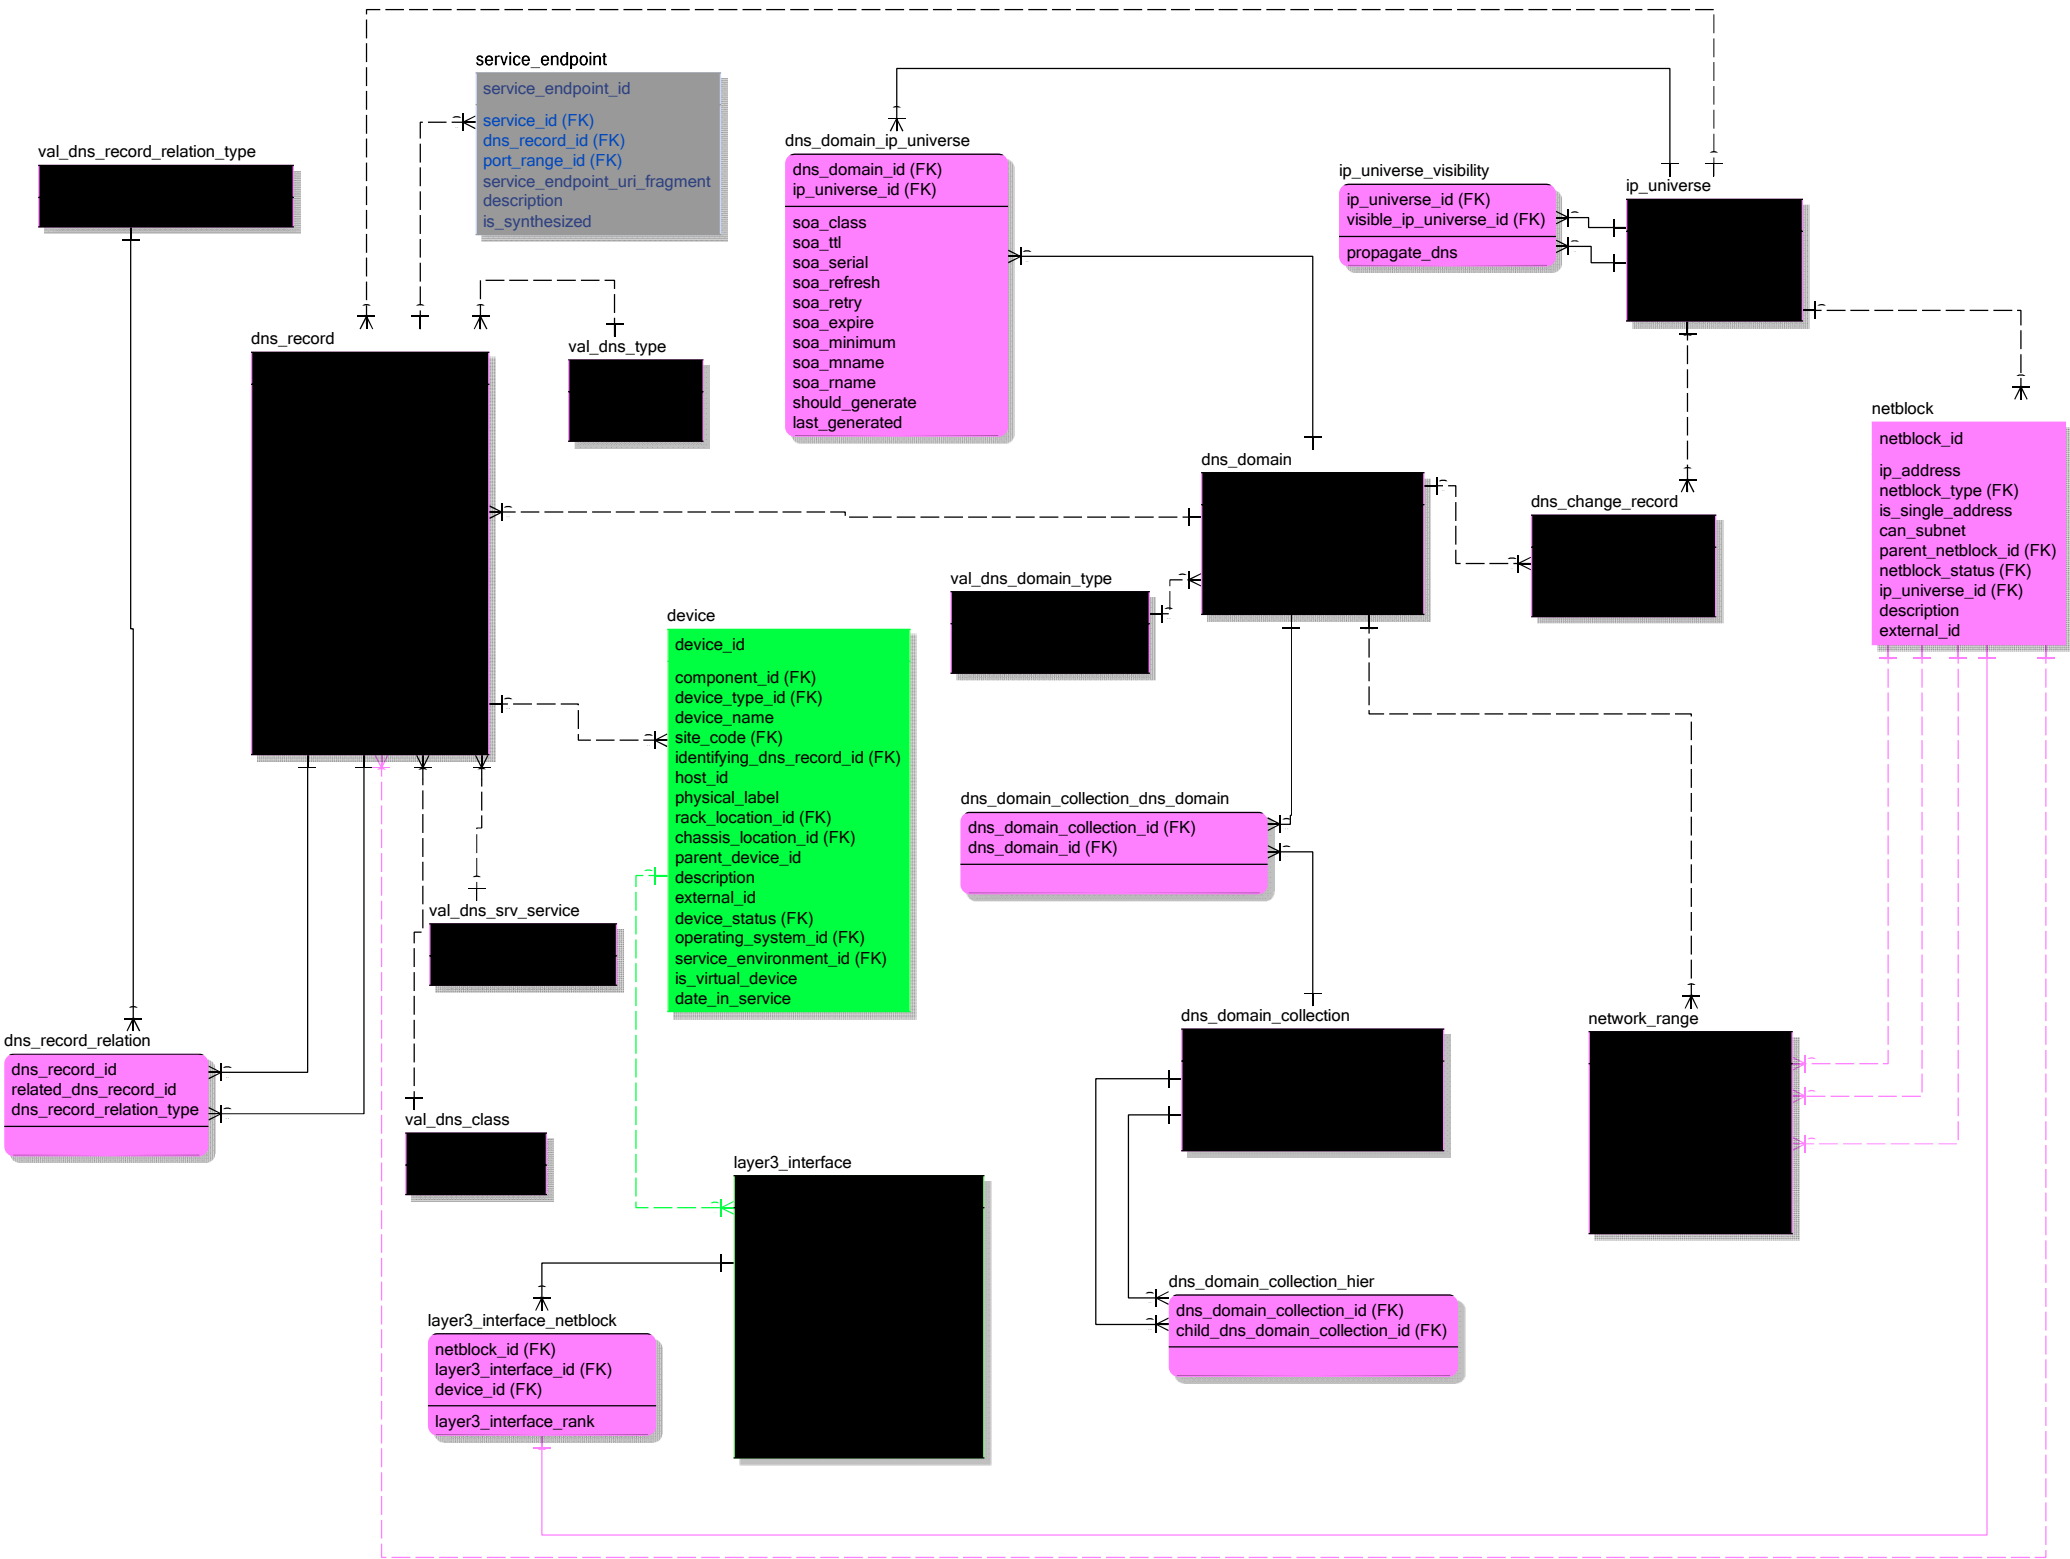 service_endpoint
service_endpoint_id
service_id (FK)
dns_record_id (FK)
port_range_id (FK)
service_endpoint_uri_fragment
description
is_synthesized
val_dns_record_relation_type
dns_domain_ip_universe
dns_domain_id (FK)
ip_universe_id (FK)
soa_class
soa_ttl
soa_serial
soa_refresh
soa_retry
soa_expire
soa_minimum
soa_mname
soa_rname
should_generate
last_generated
ip_universe_visibility
ip_universe_id (FK)
visible_ip_universe_id (FK)
propagate_dns
ip_universe
dns_record
val_dns_type
netblock
netblock_id
ip_address
netblock_type (FK)
is_single_address
can_subnet
parent_netblock_id (FK)
netblock_status (FK)
ip_universe_id (FK)
description
external_id
dns_domain
dns_change_record
val_dns_domain_type
device
device_id
component_id (FK)
device_type_id (FK)
device_name
site_code (FK)
identifying_dns_record_id (FK)
host_id
physical_label
rack_location_id (FK)
chassis_location_id (FK)
parent_device_id
description
external_id
device_status (FK)
operating_system_id (FK)
service_environment_id (FK)
is_virtual_device
date_in_service
dns_domain_collection_dns_domain
dns_domain_collection_id (FK)
dns_domain_id (FK)
val_dns_srv_service
dns_domain_collection
network_range
dns_record_relation
dns_record_id
related_dns_record_id
dns_record_relation_type
val_dns_class
layer3_interface
dns_domain_collection_hier
dns_domain_collection_id (FK)
child_dns_domain_collection_id (FK)
layer3_interface_netblock
netblock_id (FK)
layer3_interface_id (FK)
device_id (FK)
layer3_interface_rank